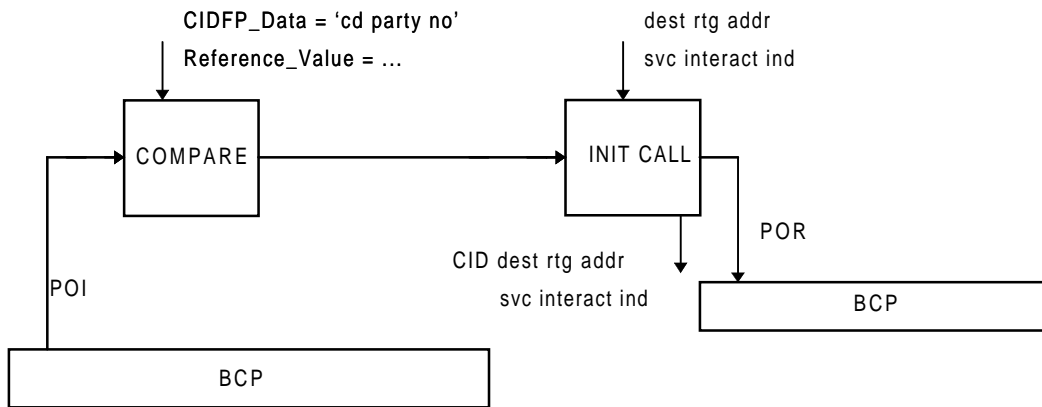 CIDFP_Data = ‘cd party no’
Reference_Value = ...
dest rtg addr
svc interact ind
COMPARE
INIT CALL
POR
CID dest rtg addr
svc interact ind
POI
BCP
BCP